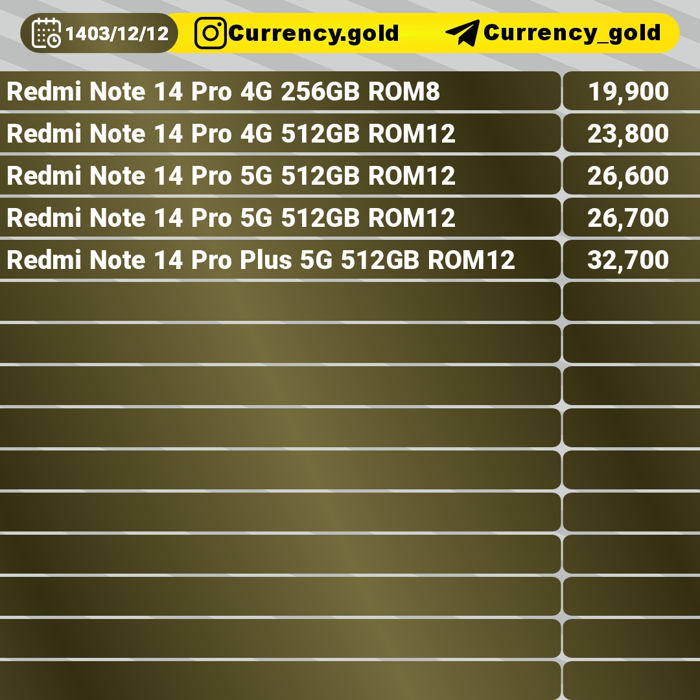 1403/12/12 Currency.gold Currency_gold
Redmi Note 14 Pro 4G 256GB ROM8 19,900
Redmi Note 14 Pro 4G 512GB ROM12 23,800
Redmi Note 14 Pro 5G 512GB ROM12 26,600
Redmi Note 14 Pro 5G 512GB ROM12 26,700
Redmi Note 14 Pro Plus 5G 512GB ROM12 32,700